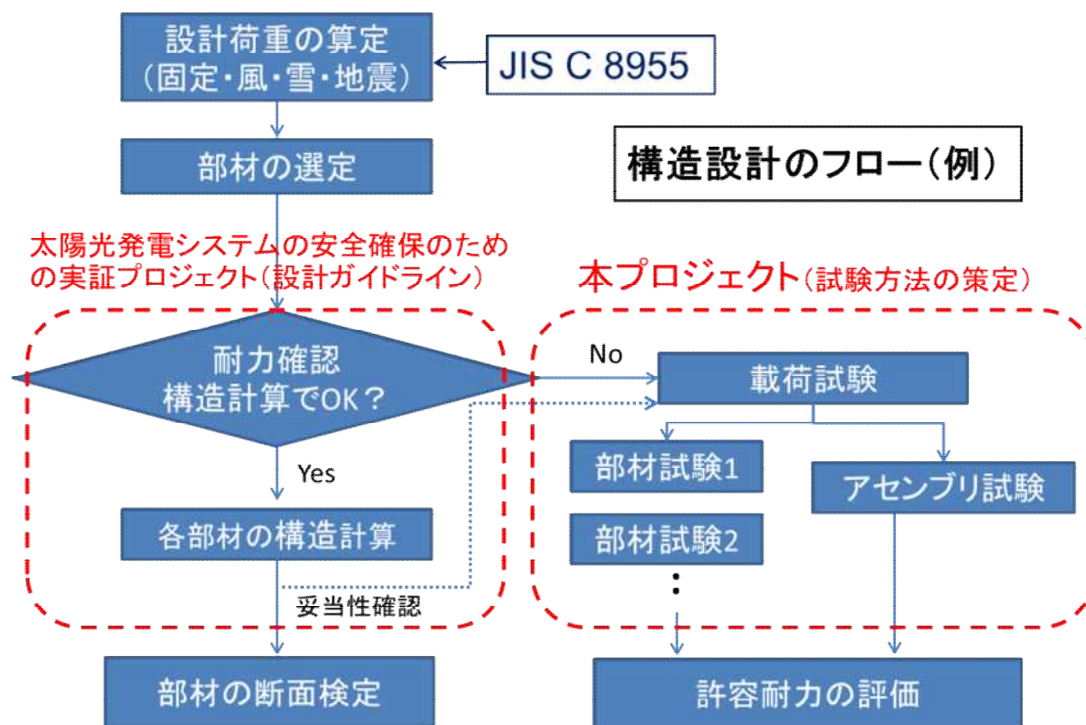 設計荷重の算定
（固定・風・雪・地震）
JIS C 8955
部材の選定
構造設計のフロー（例）
太陽光発電システムの安全確保のため
の実証プロジェクト（設計ガイドライン）
本プロジェクト（試験方法の策定）
耐力確認
構造計算でOK？
No
載荷試験
Yes
部材試験1
アセンブリ試験
各部材の構造計算
部材試験2
：
妥当性確認
部材の断面検定
許容耐力の評価